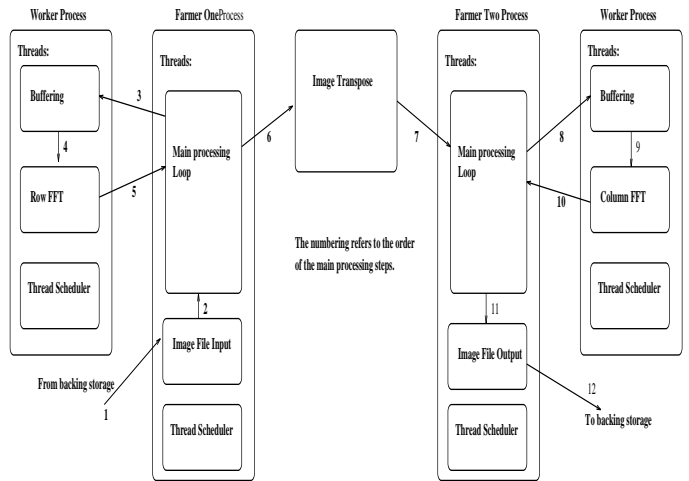 Worker Process
Farmer OneProcess
Farmer Two Process
Worker Process
Threads:
Buffering
4
Row FFT
Thread Scheduler
3
5
Threads:
Main processing
Loop
2
Image File Input
Thread Scheduler
From backing storage
1
6
Image Transpose
7
The numbering refers to the order
of the main processing steps.
Threads:
Main processing
Loop
11
Image File Output
Thread Scheduler
8
10
12
To backing storage
Threads:
Buffering
9
Column FFT
Thread Scheduler